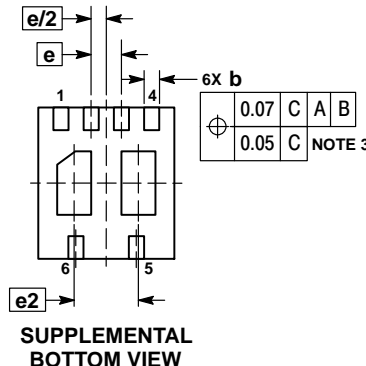 e/2
e
6X b
1
4
0.07 C A B
0.05 C NOTE 3
6
5
e2
SUPPLEMENTAL
BOTTOM VIEW